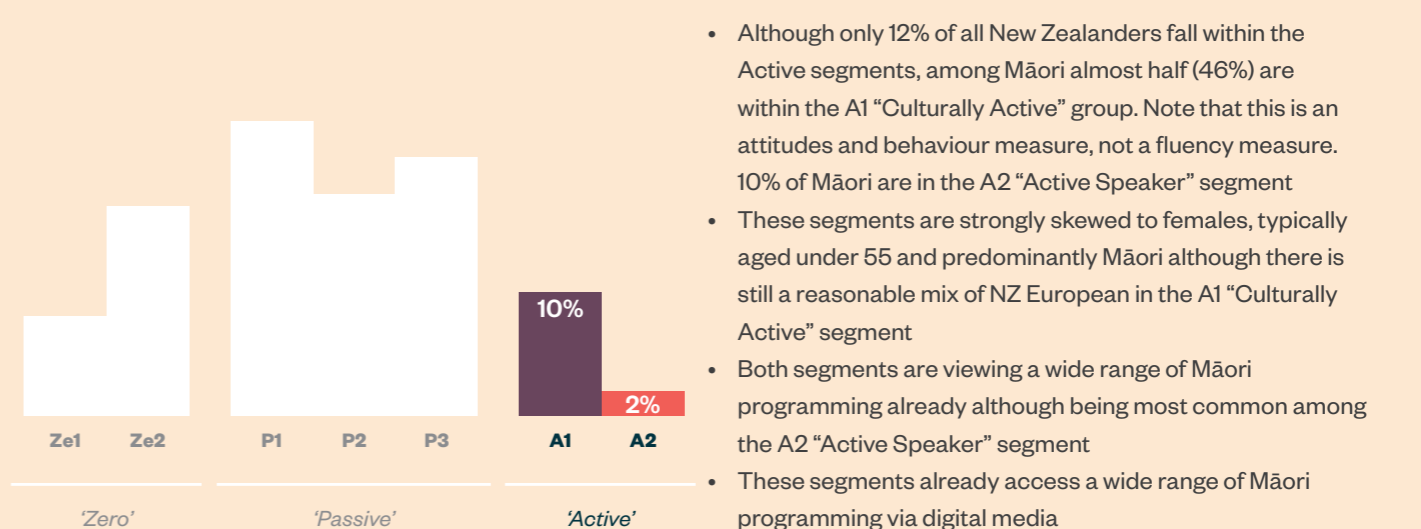 10%
2%
Ze1 Ze2 P1 P2 P3 A1 A2
‘Zero’ ‘Passive’ ‘Active’
• Although only 12% of all New Zealanders fall within the
Active segments, among Māori almost half (46%) are
within the A1 “Culturally Active” group. Note that this is an
attitudes and behaviour measure, not a fluency measure.
10% of Māori are in the A2 “Active Speaker” segment
• These segments are strongly skewed to females, typically
aged under 55 and predominantly Māori although there is
still a reasonable mix of NZ European in the A1 “Culturally
Active” segment
• Both segments are viewing a wide range of Māori
programming already although being most common among
the A2 “Active Speaker” segment
• These segments already access a wide range of Māori
programming via digital media